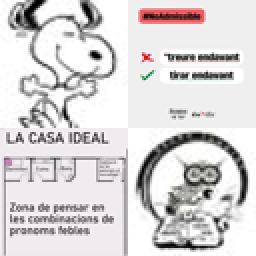 #NoAdmissible
*treure endavant
tirar endavant
LA CASA IDEAL
Zona de pensar en
les combinacions de
pronoms febles